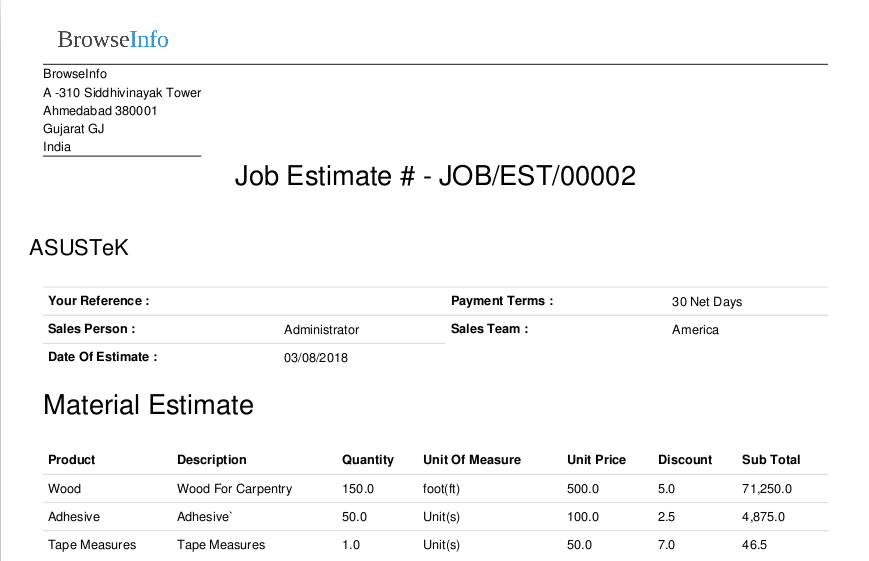 BrowseInfo
BrowseInfo
A -310 Siddhivinayak Tower
Ahmedabad 380001
Gujarat GJ
India
Job Estimate # - JOB/EST/00002
ASUSTeK
Your Reference : Payment Terms : 30 Net Days
Sales Person : Administrator Sales Team : America
Date Of Estimate : 03/08/2018
Material Estimate
Product Description Quantity Unit Of Measure Unit Price Discount Sub Total
Wood Wood For Carpentry 150.0 foot(ft) 500.0 5.0 71,250.0
Adhesive Adhesive` 50.0 Unit(s) 100.0 2.5 4,875.0
Tape Measures Tape Measures 1.0 Unit(s) 50.0 7.0 46.5